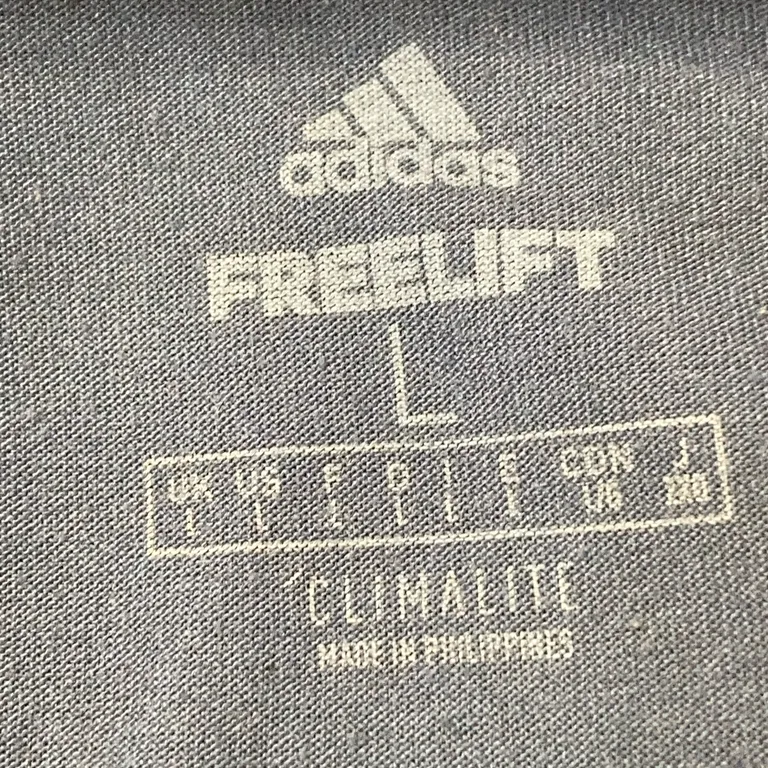 adidas
FREELIFT
L
UK US F D I E CDN J
L L L L L L L/G
CLIMALITE
MADE IN PHILIPPINES